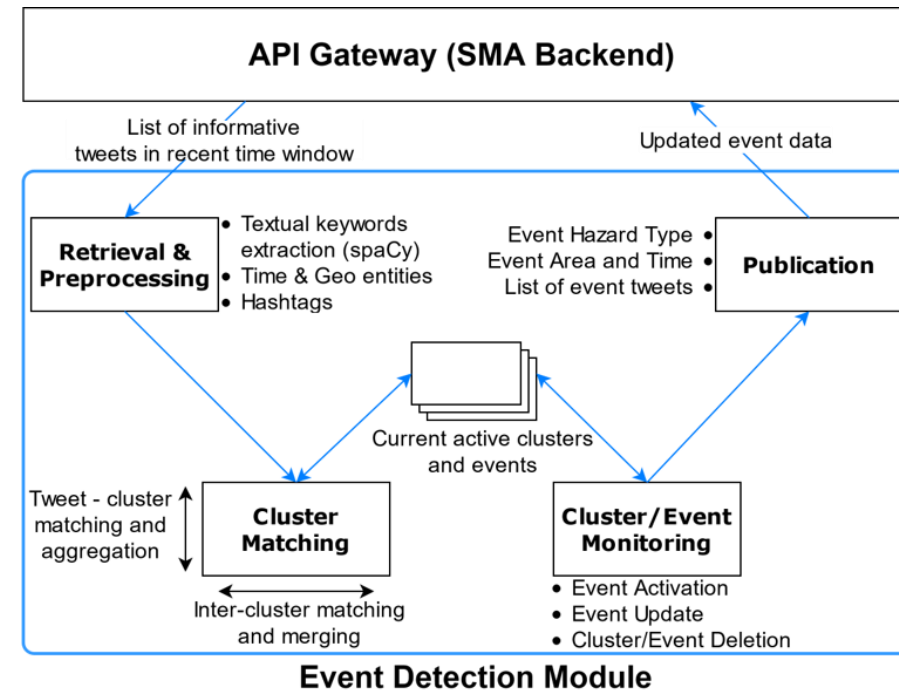 API Gateway (SMA Backend)
List of informative
tweets in recent time window
Updated event data
Retrieval &
Preprocessing
• Textual keywords
extraction (spaCy)
• Time & Geo entities
• Hashtags
Event Hazard Type •
Event Area and Time •
List of event tweets •
Publication
Current active clusters
and events
Tweet - cluster
matching and
aggregation
Cluster
Matching
Inter-cluster matching
and merging
Cluster/Event
Monitoring
• Event Activation
• Event Update
• Cluster/Event Deletion
Event Detection Module